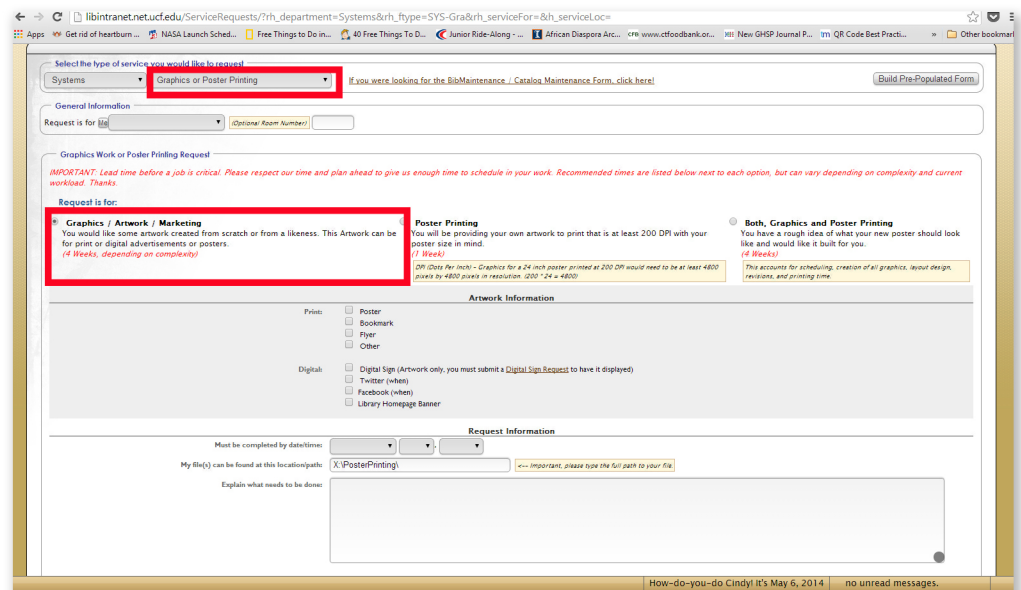 libintranet.net.ucf.edu/ServiceRequests/?rh_department=Systems&rh_ftype=SYS-Gra&rh_serviceFor=&h_serviceLoc=
Apps Get rid of heartburn ... NASA Launch Sched... Free Things to Do in... 40 Free Things To D... Junior Ride-Along - ... African Diaspora Arc... CFB www.ctfoodbank.or... New GHSP Journal P... QR Code Best Practi... » Other bookmar
Select the type of service you would like to request
Systems Graphics or Poster Printing If you were looking for the BibMaintenance / Catalog Maintenance Form, click here! Build Pre-Populated Form
General Information
Request is for Me (Optional Room Number)
Graphics Work or Poster Printing Request
IMPORTANT: Lead time before a job is critical. Please respect our time and plan ahead to give us enough time to schedule in your work. Recommended times are listed below next to each option, but can vary depending on complexity and current
workload. Thanks.
Request is for:
Graphics / Artwork / Marketing
You would like some artwork created from scratch or from a likeness. This Artwork can be
for print or digital advertisements or posters.
(4 Weeks, depending on complexity)
Poster Printing
You will be providing your own artwork to print that is at least 200 DPI with your
poster size in mind.
(1 Week)
DPI (Dots Per Inch) - Graphics for a 24 inch poster printed at 200 DPI would need to be at least 4800
pixels by 4800 pixels in resolution. (200 * 24 = 4800)
Both, Graphics and Poster Printing
You have a rough idea of what your new poster should look
like and would like it built for you.
(4 Weeks)
This accounts for scheduling, creation of all graphics, layout design,
revisions, and printing time.
Artwork Information
Print: Poster
Bookmark
Flyer
Other
Digital: Digital Sign (Artwork only, you must submit a Digital Sign Request to have it displayed)
Twitter (when)
Facebook (when)
Library Homepage Banner
Request Information
Must be completed by date/time:
My file(s) can be found at this location/path: X:\PosterPrinting\ <-- Important, please type the full path to your file.
Explain what needs to be done:
How-do-you-do Cindy! It's May 6, 2014 no unread messages.